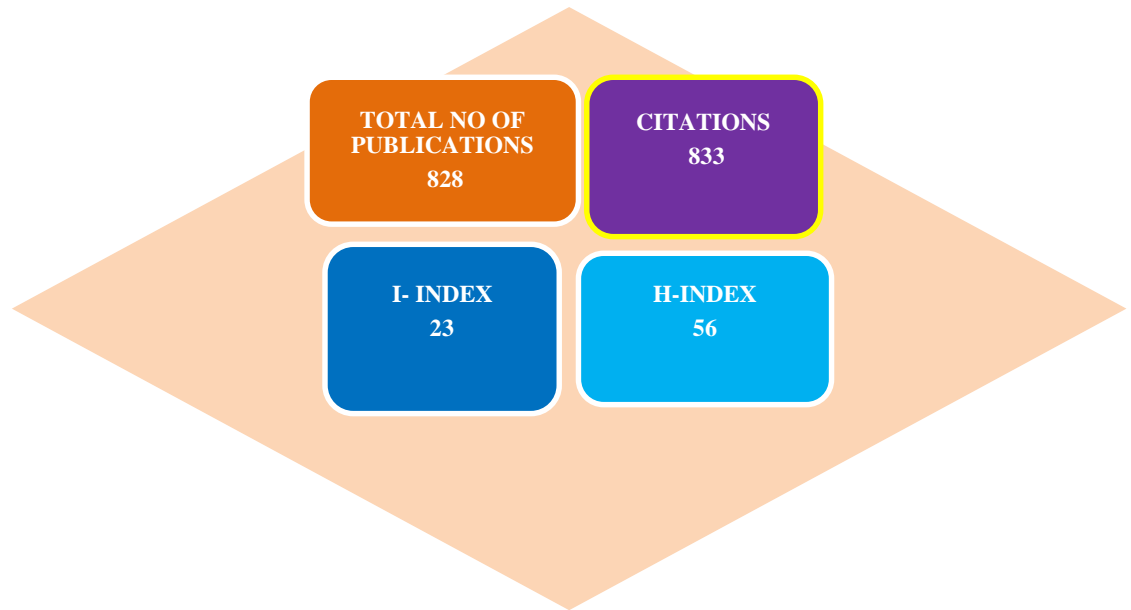 TOTAL NO OF
PUBLICATIONS
828
CITATIONS
833
I- INDEX
23
H-INDEX
56